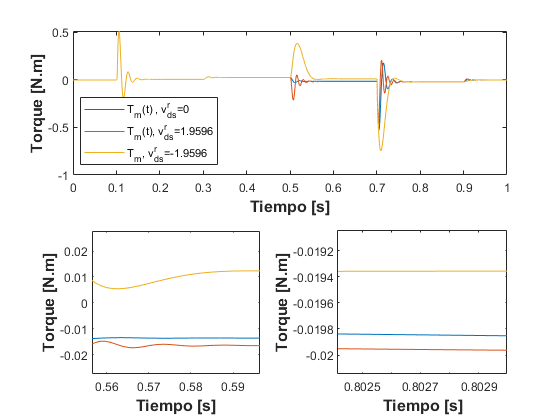 0.5
0
-0.5
-1
Torque [N.m]
T_m(t) , v^r_ds=0
T_m(t), v^r_ds=1.9596
T_m, v^r_ds=-1.9596
0 0.1 0.2 0.3 0.4 0.5 0.6 0.7 0.8 0.9 1
Tiempo [s]
0.02
0.01
0
-0.01
-0.02
Torque [N.m]
0.56 0.57 0.58 0.59
Tiempo [s]
-0.0192
-0.0194
-0.0196
-0.0198
-0.02
Torque [N.m]
0.8025 0.8027 0.8029
Tiempo [s]